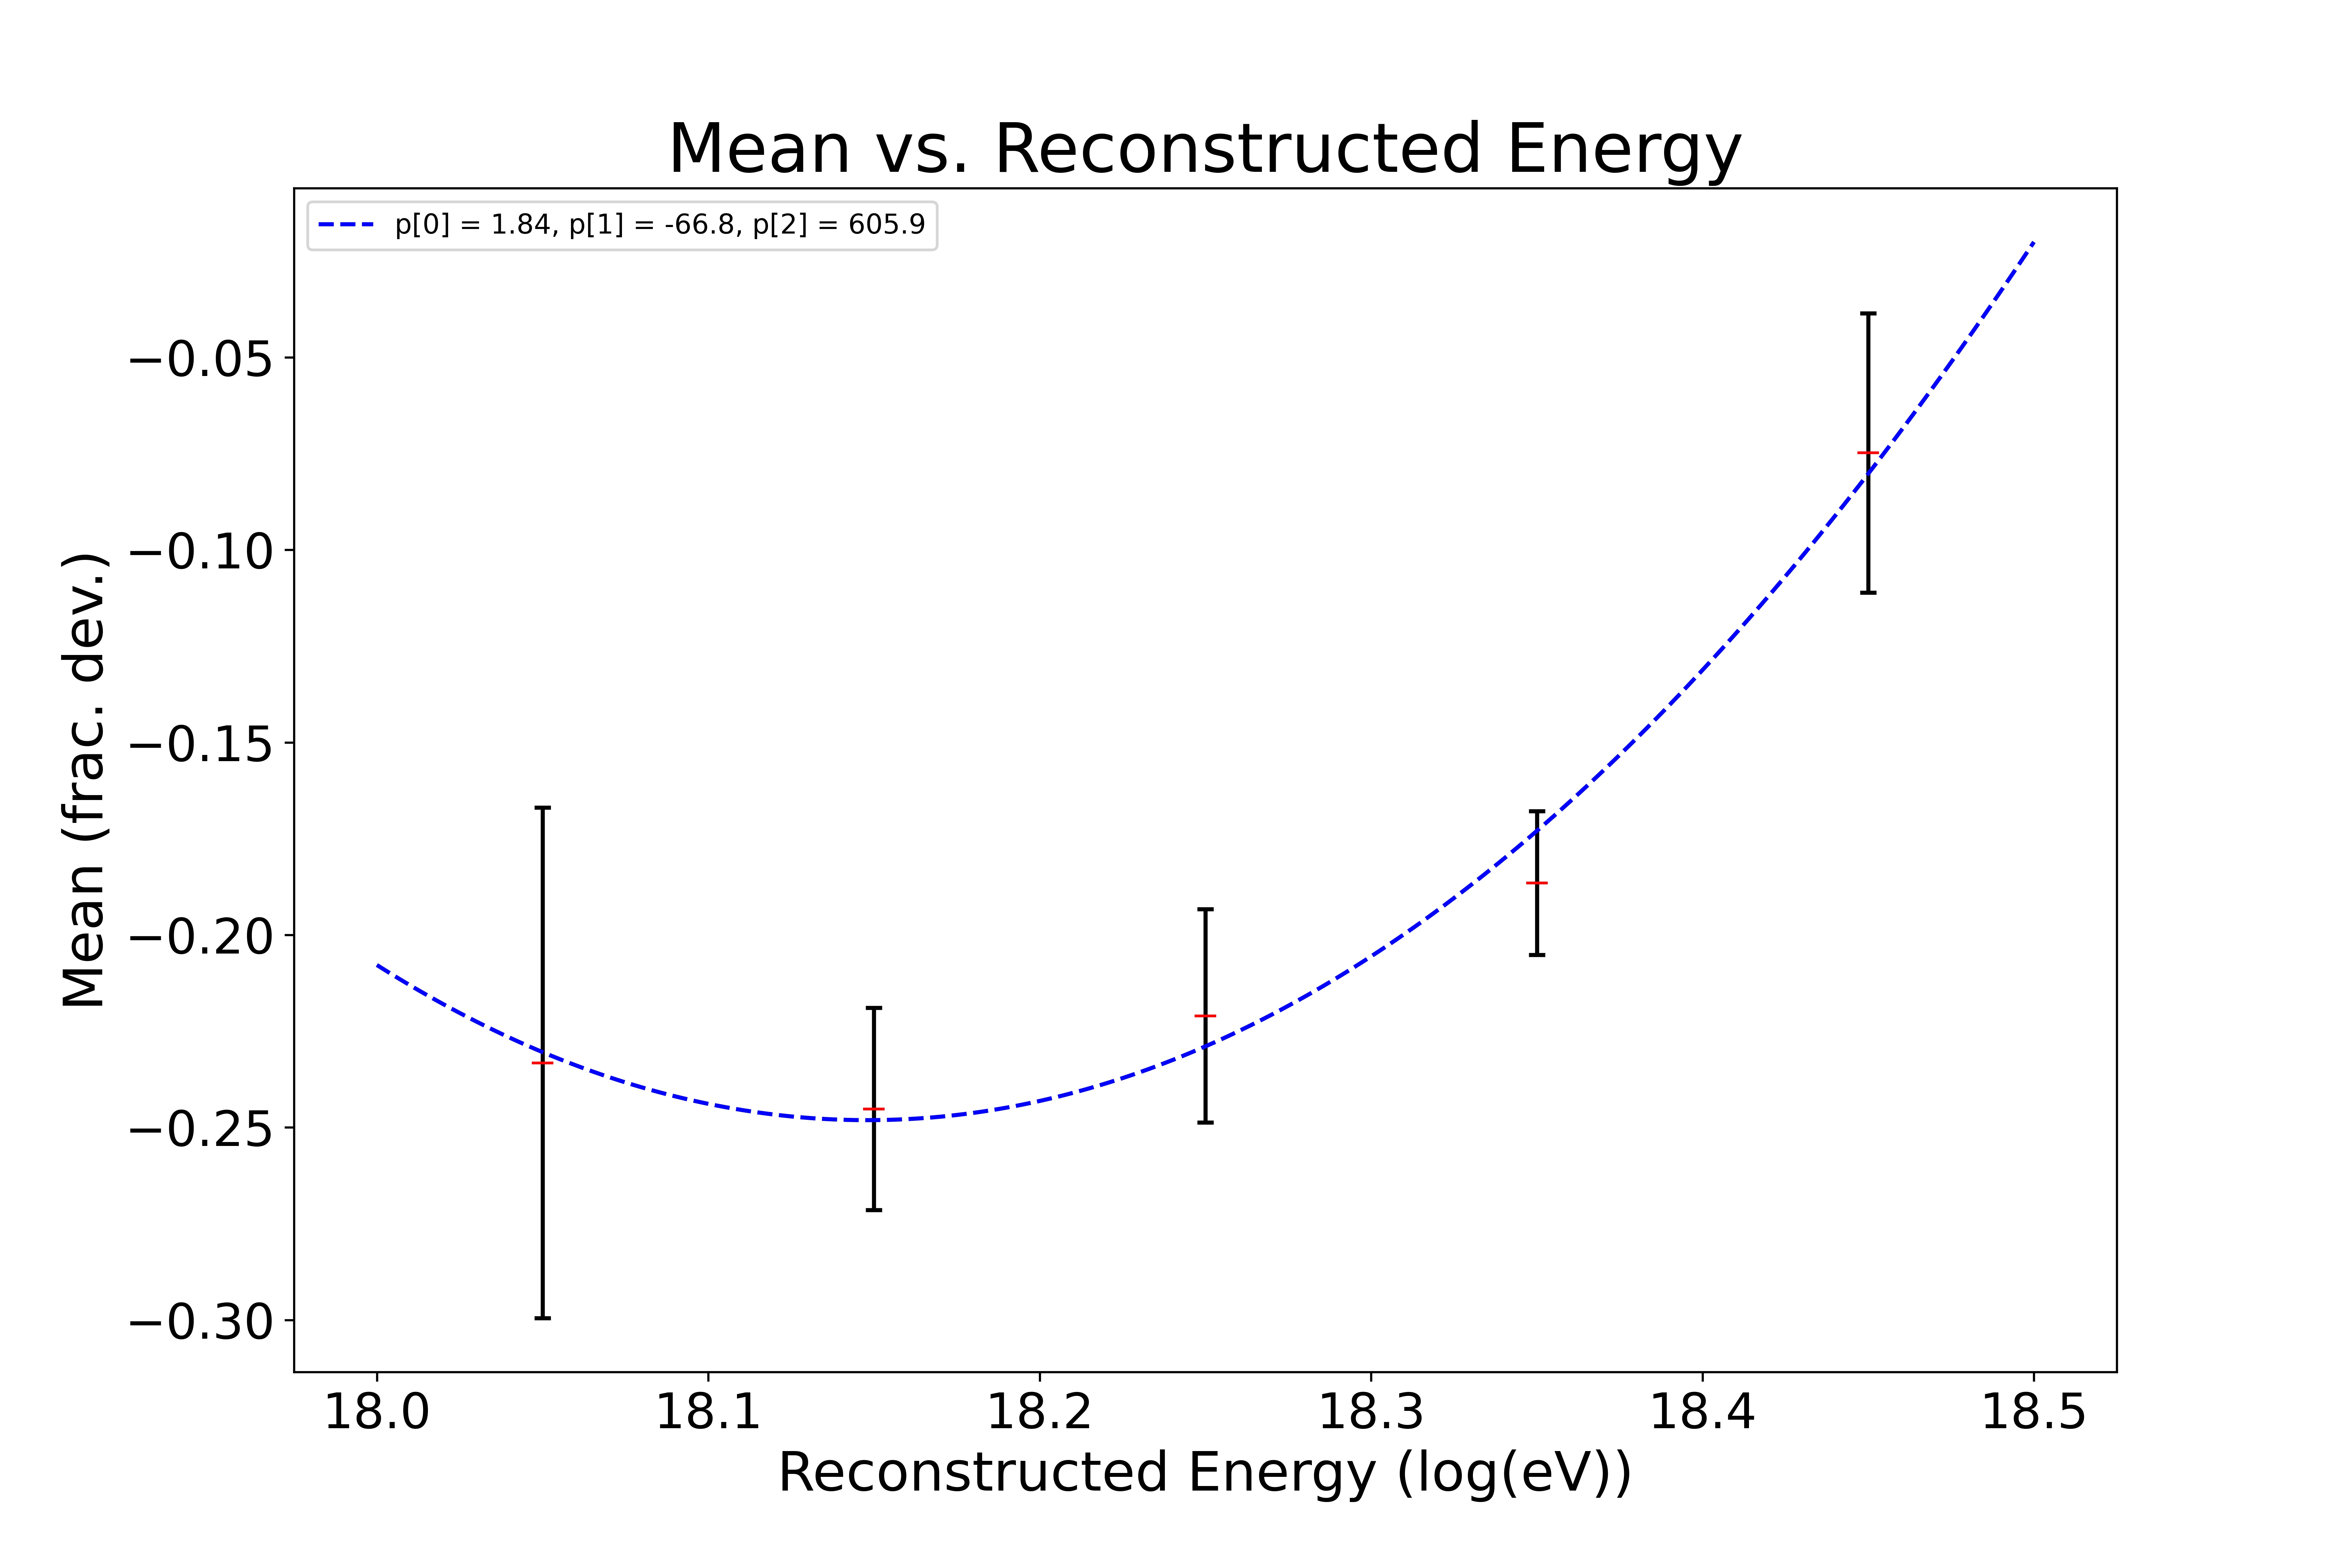 Mean vs. Reconstructed Energy
p[0] = 1.84, p[1] = -66.8, p[2] = 605.9
Mean (frac. dev.)
−0.05
−0.10
−0.15
−0.20
−0.25
−0.30
18.0 18.1 18.2 18.3 18.4 18.5
Reconstructed Energy (log(eV))